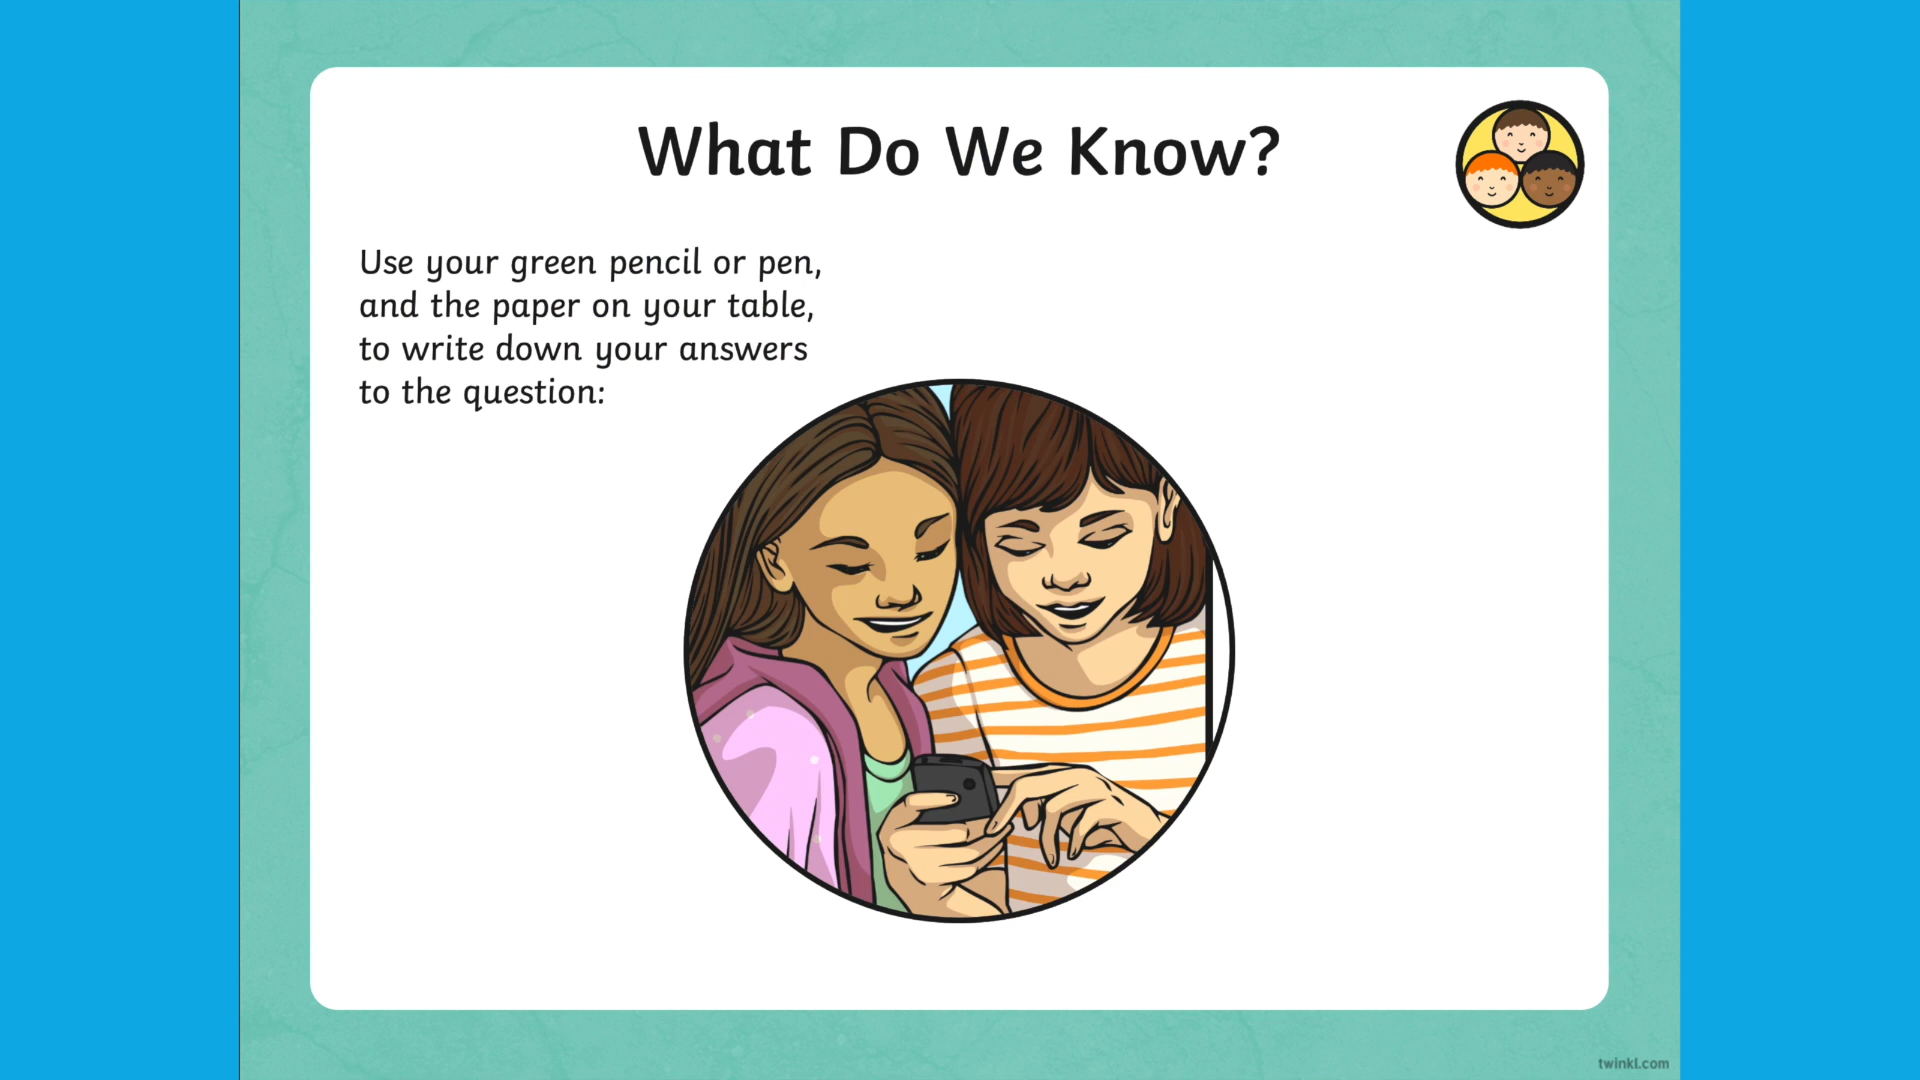 What Do We Know?
Use your green pencil or pen,
and the paper on your table,
to write down your answers
to the question:
twinkl.com